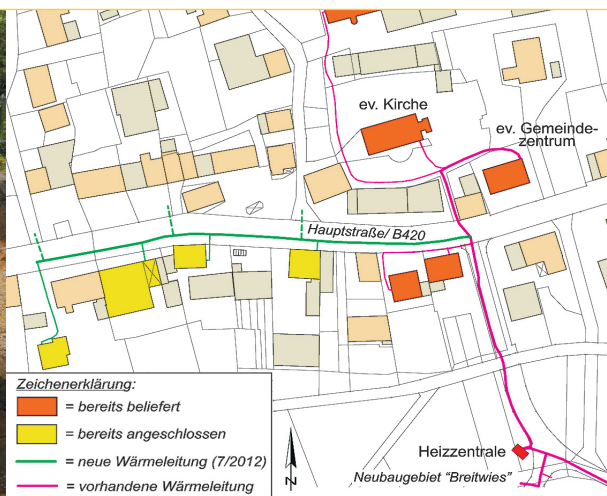 ev. Kirche
ev. Gemeinde-
zentrum
Hauptstraße/ B420
Zeichenerklärung:
= bereits beliefert
= bereits angeschlossen
= neue Wärmeleitung (7/2012)
= vorhandene Wärmeleitung
N
Heizzentrale
Neubaugebiet "Breitwies"